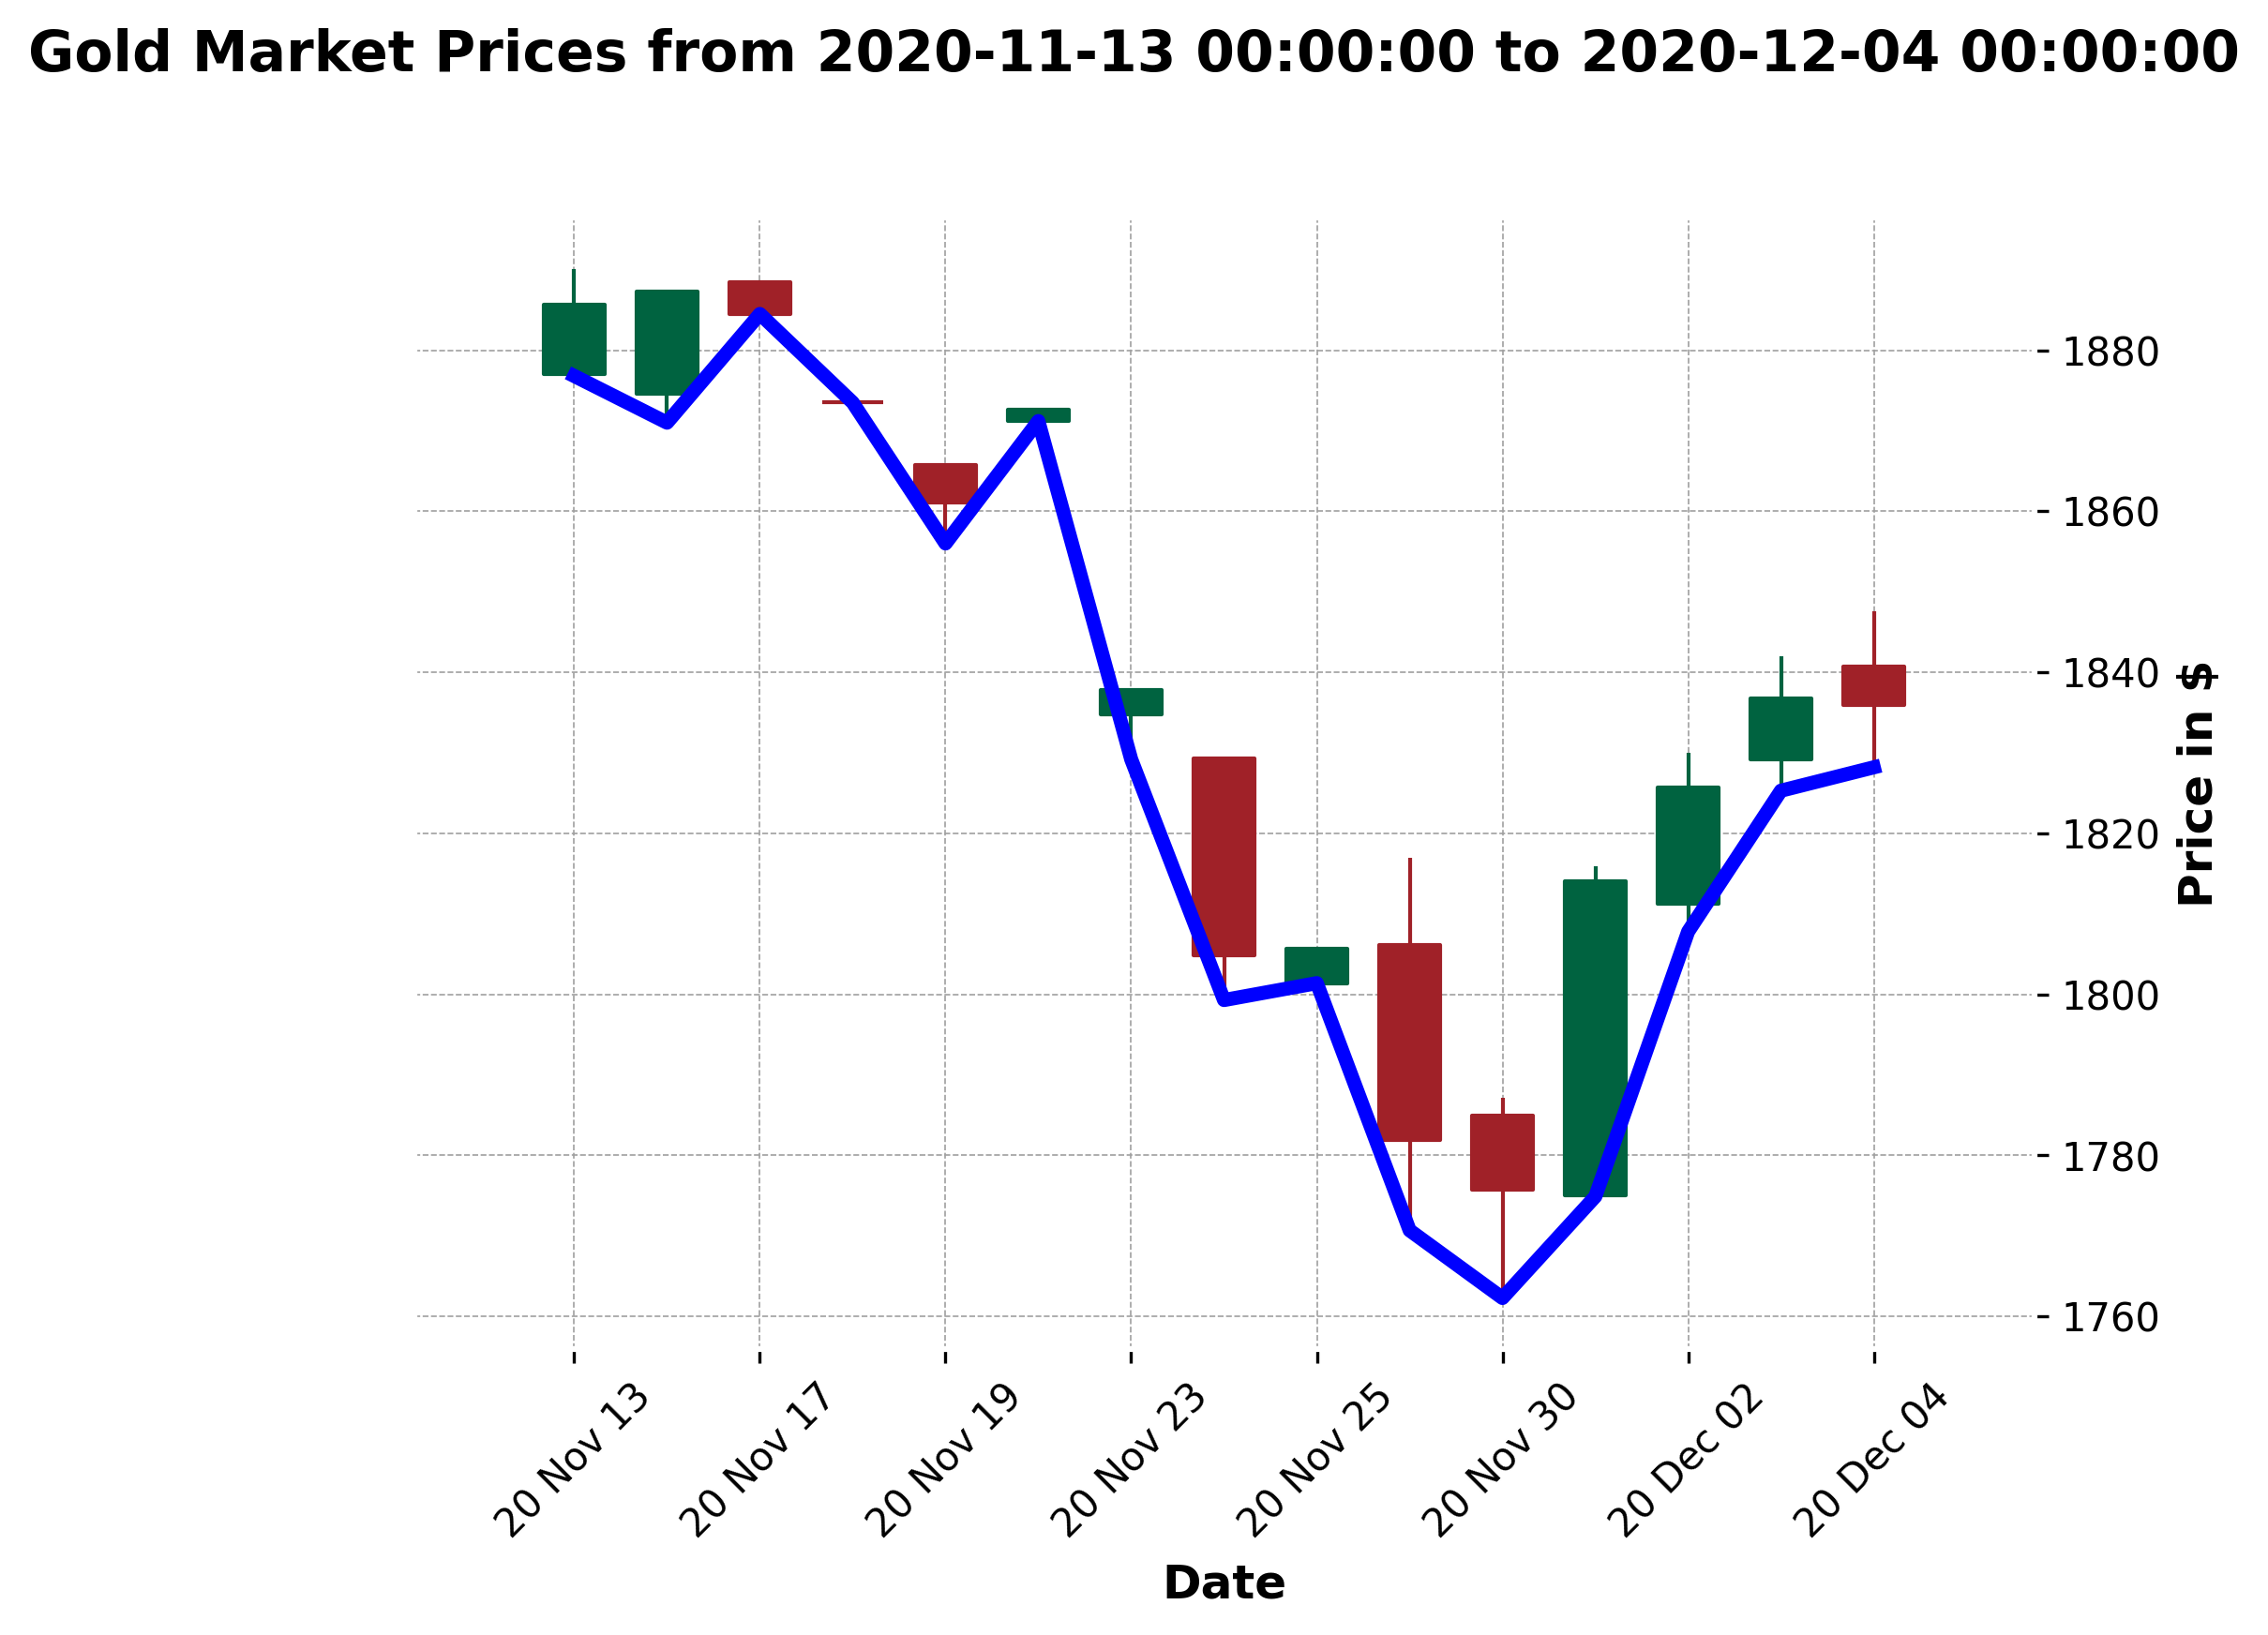 Gold Market Prices from 2020-11-13 00:00:00 to 2020-12-04 00:00:00
1880
1860
1840
1820
1800
1780
1760
Price in $
20 Nov 13
20 Nov 17
20 Nov 19
20 Nov 23
20 Nov 25
20 Nov 30
20 Dec 02
20 Dec 04
Date